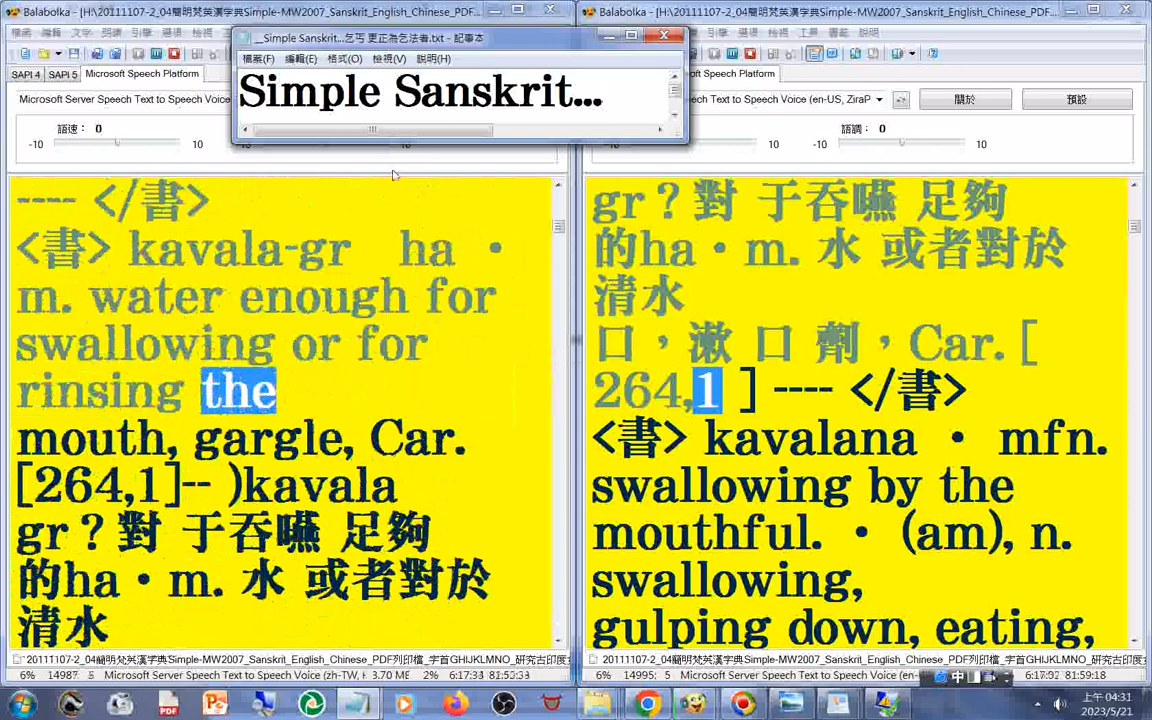 Balabolka - [H:\20111107-2_04簡明梵英漢字典Simple-MW2007_Sanskrit_English_Chinese_PDF...
Balabolka - [H:\20111107-2_04簡明梵英漢字典Simple-MW2007_Sanskrit_English_Chinese_PDF...
__Simple Sanskrit...乞丐 更正為乞法者.txt - 記事本
檔案(F) 編輯(E) 格式(O) 檢視(V) 說明(H)
Simple Sanskrit...
SAPI 4 SAPI 5 Microsoft Speech Platform
Speech Platform
Microsoft Server Speech Text to Speech Voice
Text to Speech Voice (en-US, ZiraP
關於
預設
語速： 0
語調： 0
-10 10
-10 10
---- </書>
<書> kavala-gr ha •
m. water enough for
swallowing or for
rinsing the
mouth, gargle, Car.
[264,1]-- )kavala
gr？對 于吞嚥 足夠
的ha•m. 水 或者對於
清水
gr？對 于吞嚥 足夠
的ha•m. 水 或者對於
清水
口，漱 口 劑，Car. [
264,1 ] ---- </書>
<書> kavalana • mfn.
swallowing by the
mouthful. • (am), n.
swallowing,
gulping down, eating,
20111107-2_04簡明梵英漢字典Simple-MW2007_Sanskrit_English_Chinese_PDF列印檔_字首GHIJKLMNO_研究古印度
20111107-2_04簡明梵英漢字典Simple-MW2007_Sanskrit_English_Chinese_PDF列印檔_字首GHIJKLMNO_研究古印度
6% Microsoft Server Speech Text to Speech Voice (zh-TW, 3.70 ME 2%
6% Microsoft Server Speech Text to Speech Voice
81:59:18
中
上午 04:31
2023/5/21